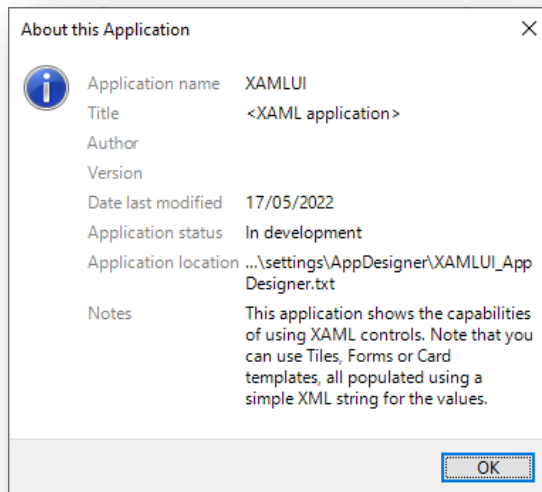 About this Application
Application name XAMLUI
Title <XAML application>
Author
Version
Date last modified 17/05/2022
Application status In development
Application location ...\settings\AppDesigner\XAMLUI_App
Designer.txt
Notes This application shows the capabilities
of using XAML controls. Note that you
can use Tiles, Forms or Card
templates, all populated using a
simple XML string for the values.
OK